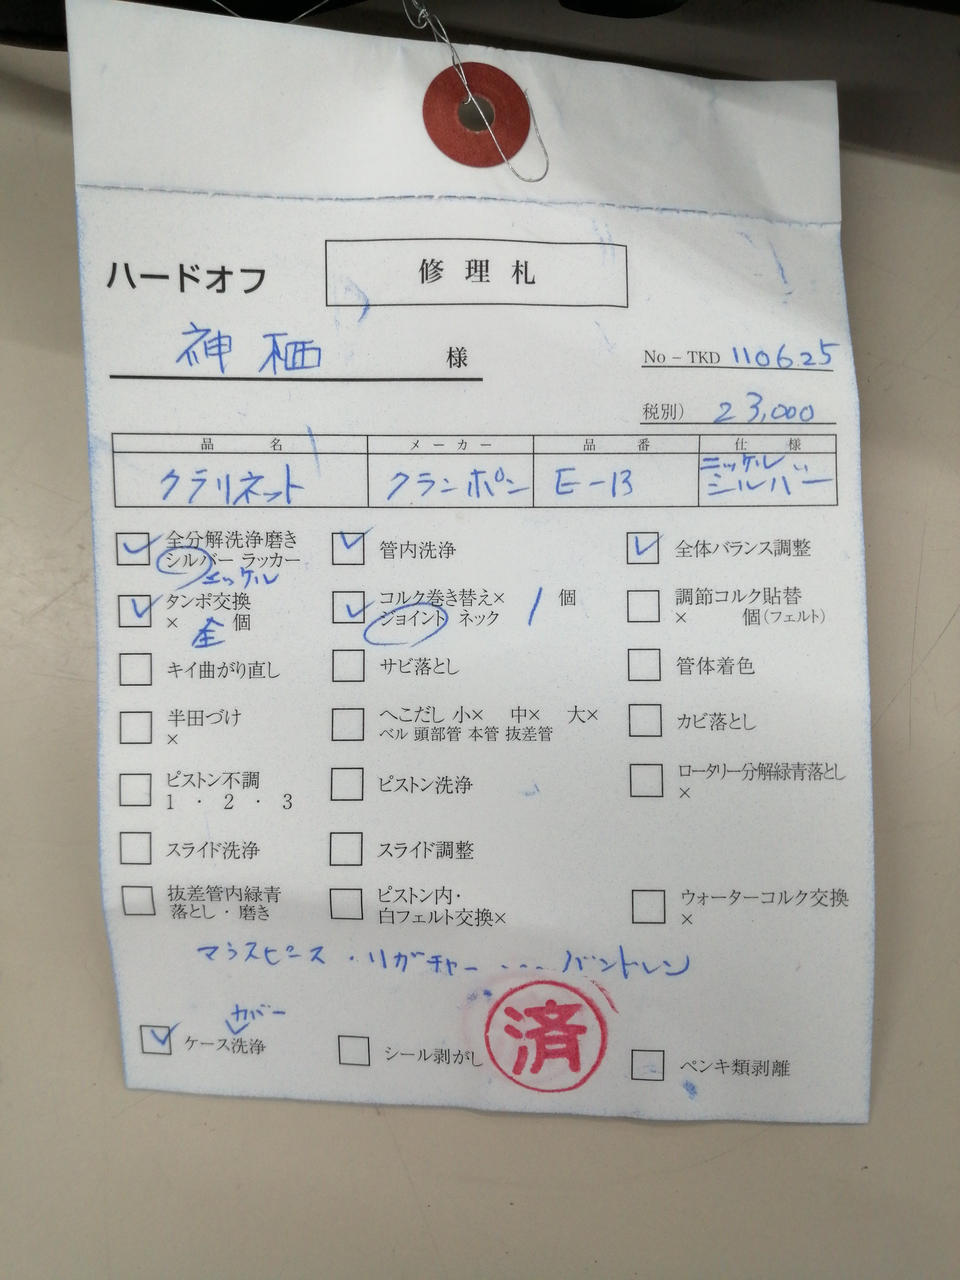 ハードオフ
修理札
神栖 様
No－TKD 110625
税別） 23,000
品名 メーカー 品番 仕様
クラリネット クランポン E-13 ニッケルシルバー
全分解洗浄磨き 管内洗浄 全体バランス調整
シルバー ラッカー
ニッケル
タンポ交換 コルク巻き替え× 1 個 調節コルク貼替
× 全 個 ジョイント ネック × 個（フェルト）
キイ曲がり直し サビ落とし 管体着色
半田づけ へこだし 小× 中× 大× カビ落とし
× ベル 頭部管 本管 抜差管
ピストン不調 ピストン洗浄 ロータリー分解緑青落とし
1 ・ 2 ・ 3 ×
スライド洗浄 スライド調整
抜差管内緑青 ピストン内・ ウォーターコルク交換
落とし・磨き 白フェルト交換× ×
マウスピース・リガチャー ・・・・ バントレン
済
カバー
ケース洗浄 シール剥がし ペンキ類剥離